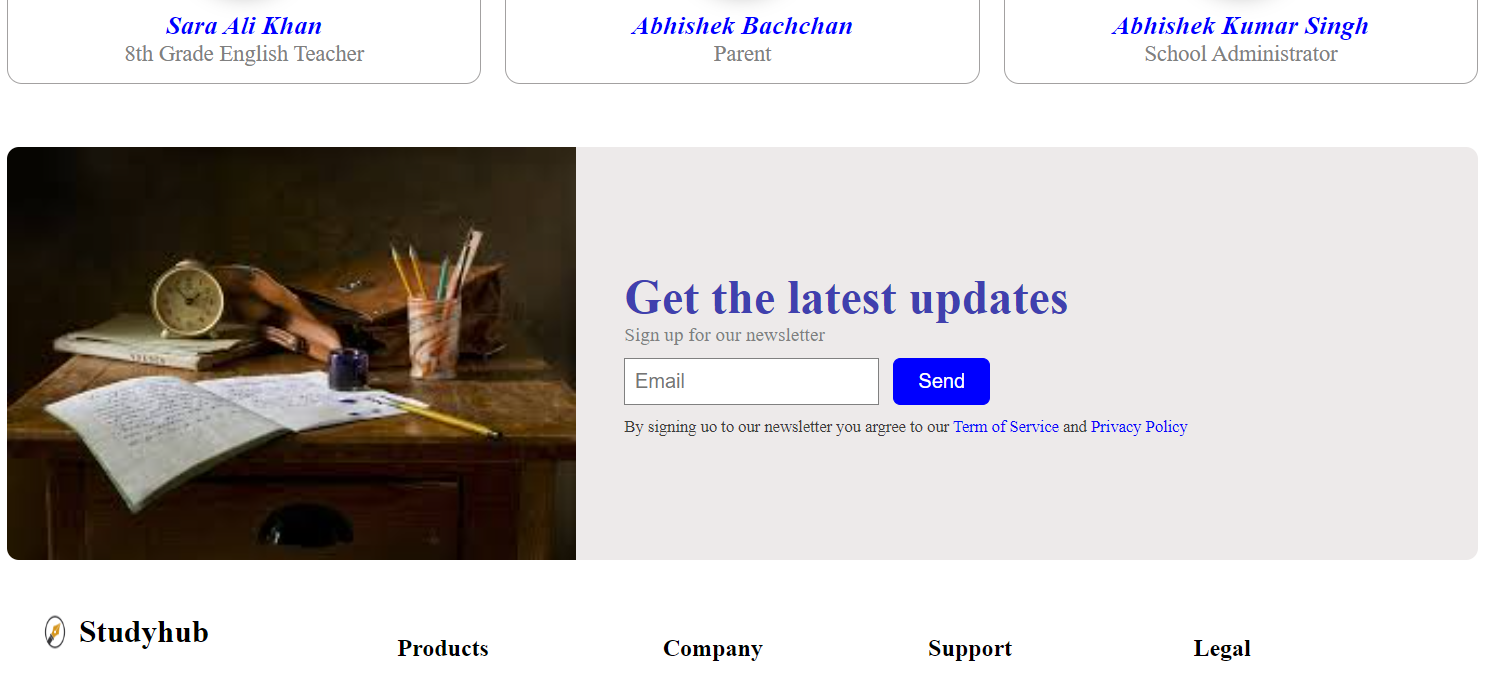 Sara Ali Khan
8th Grade English Teacher
Abhishek Bachchan
Parent
Abhishek Kumar Singh
School Administrator
Get the latest updates
Sign up for our newsletter
Email Send
By signing uo to our newsletter you argree to our Term of Service and Privacy Policy
Studyhub
Products Company Support Legal